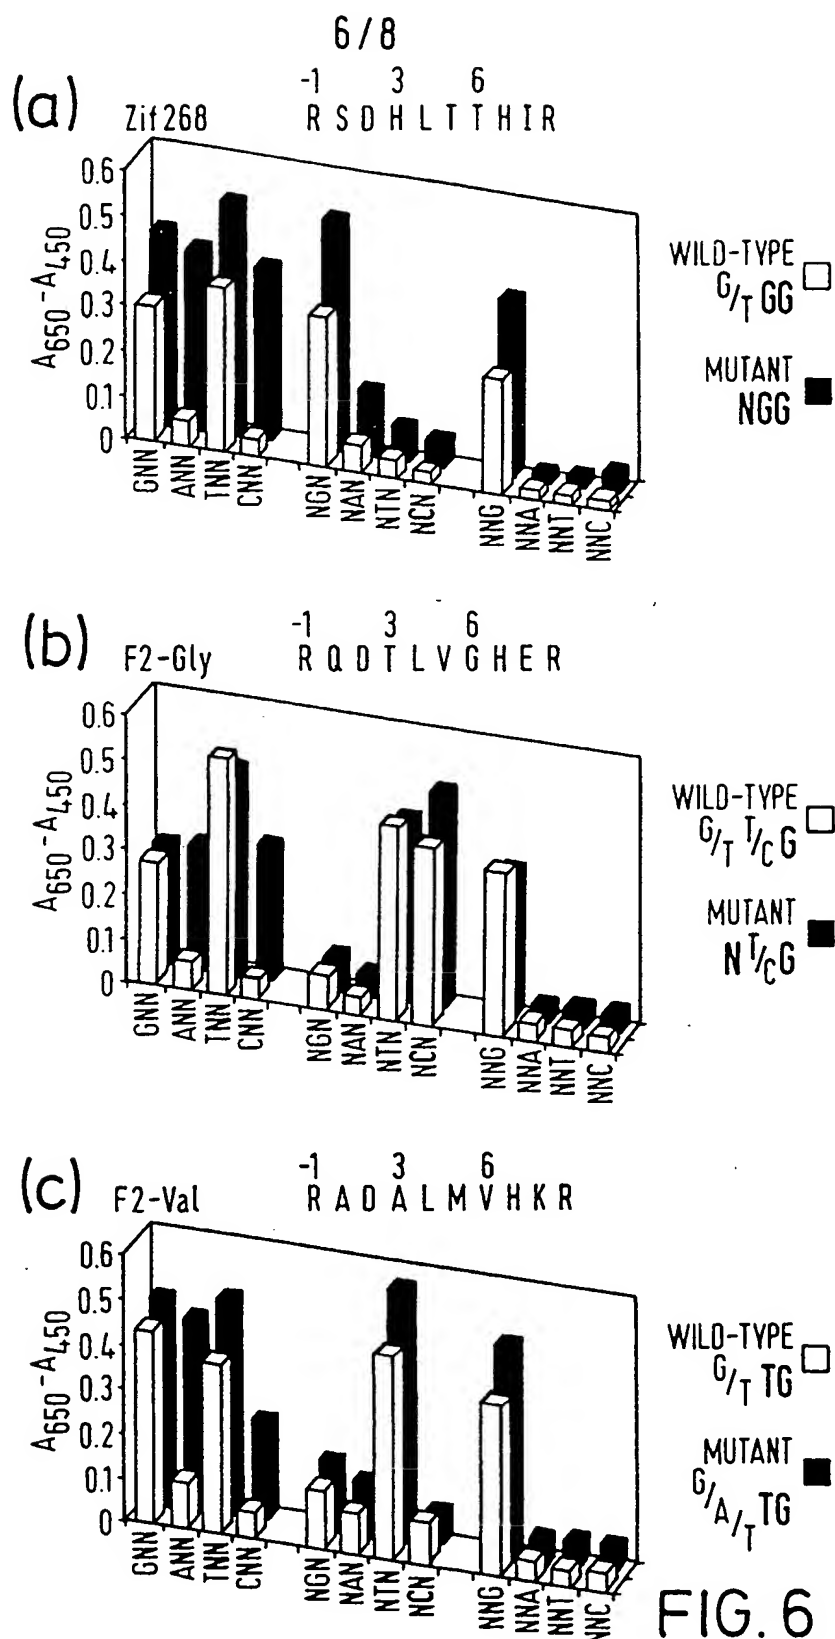 6/8
(a)
-1 3 6
Zif268 R S D H L T T H I R
0.6
0.5
0.4
0.3
0.2
0.1
0
A650-A450
GNN ANN TNN CNN NGN NAN NTN NCN NNG NNA NNT NNC
WILD-TYPE
G/T GG
MUTANT
NGG
(b)
-1 3 6
F2-Gly R Q D T L V G H E R
0.6
0.5
0.4
0.3
0.2
0.1
0
A650-A450
GNN ANN TNN CNN NGN NAN NTN NCN NNG NNA NNT NNC
WILD-TYPE
G/T T/C G
MUTANT
N T/C G
(c)
-1 3 6
F2-Val R A D A L M V H K R
0.6
0.5
0.4
0.3
0.2
0.1
0
A650-A450
GNN ANN TNN CNN NGN NAN NTN NCN NNG NNA NNT NNC
WILD-TYPE
G/T TG
MUTANT
G/A/T TG
FIG. 6